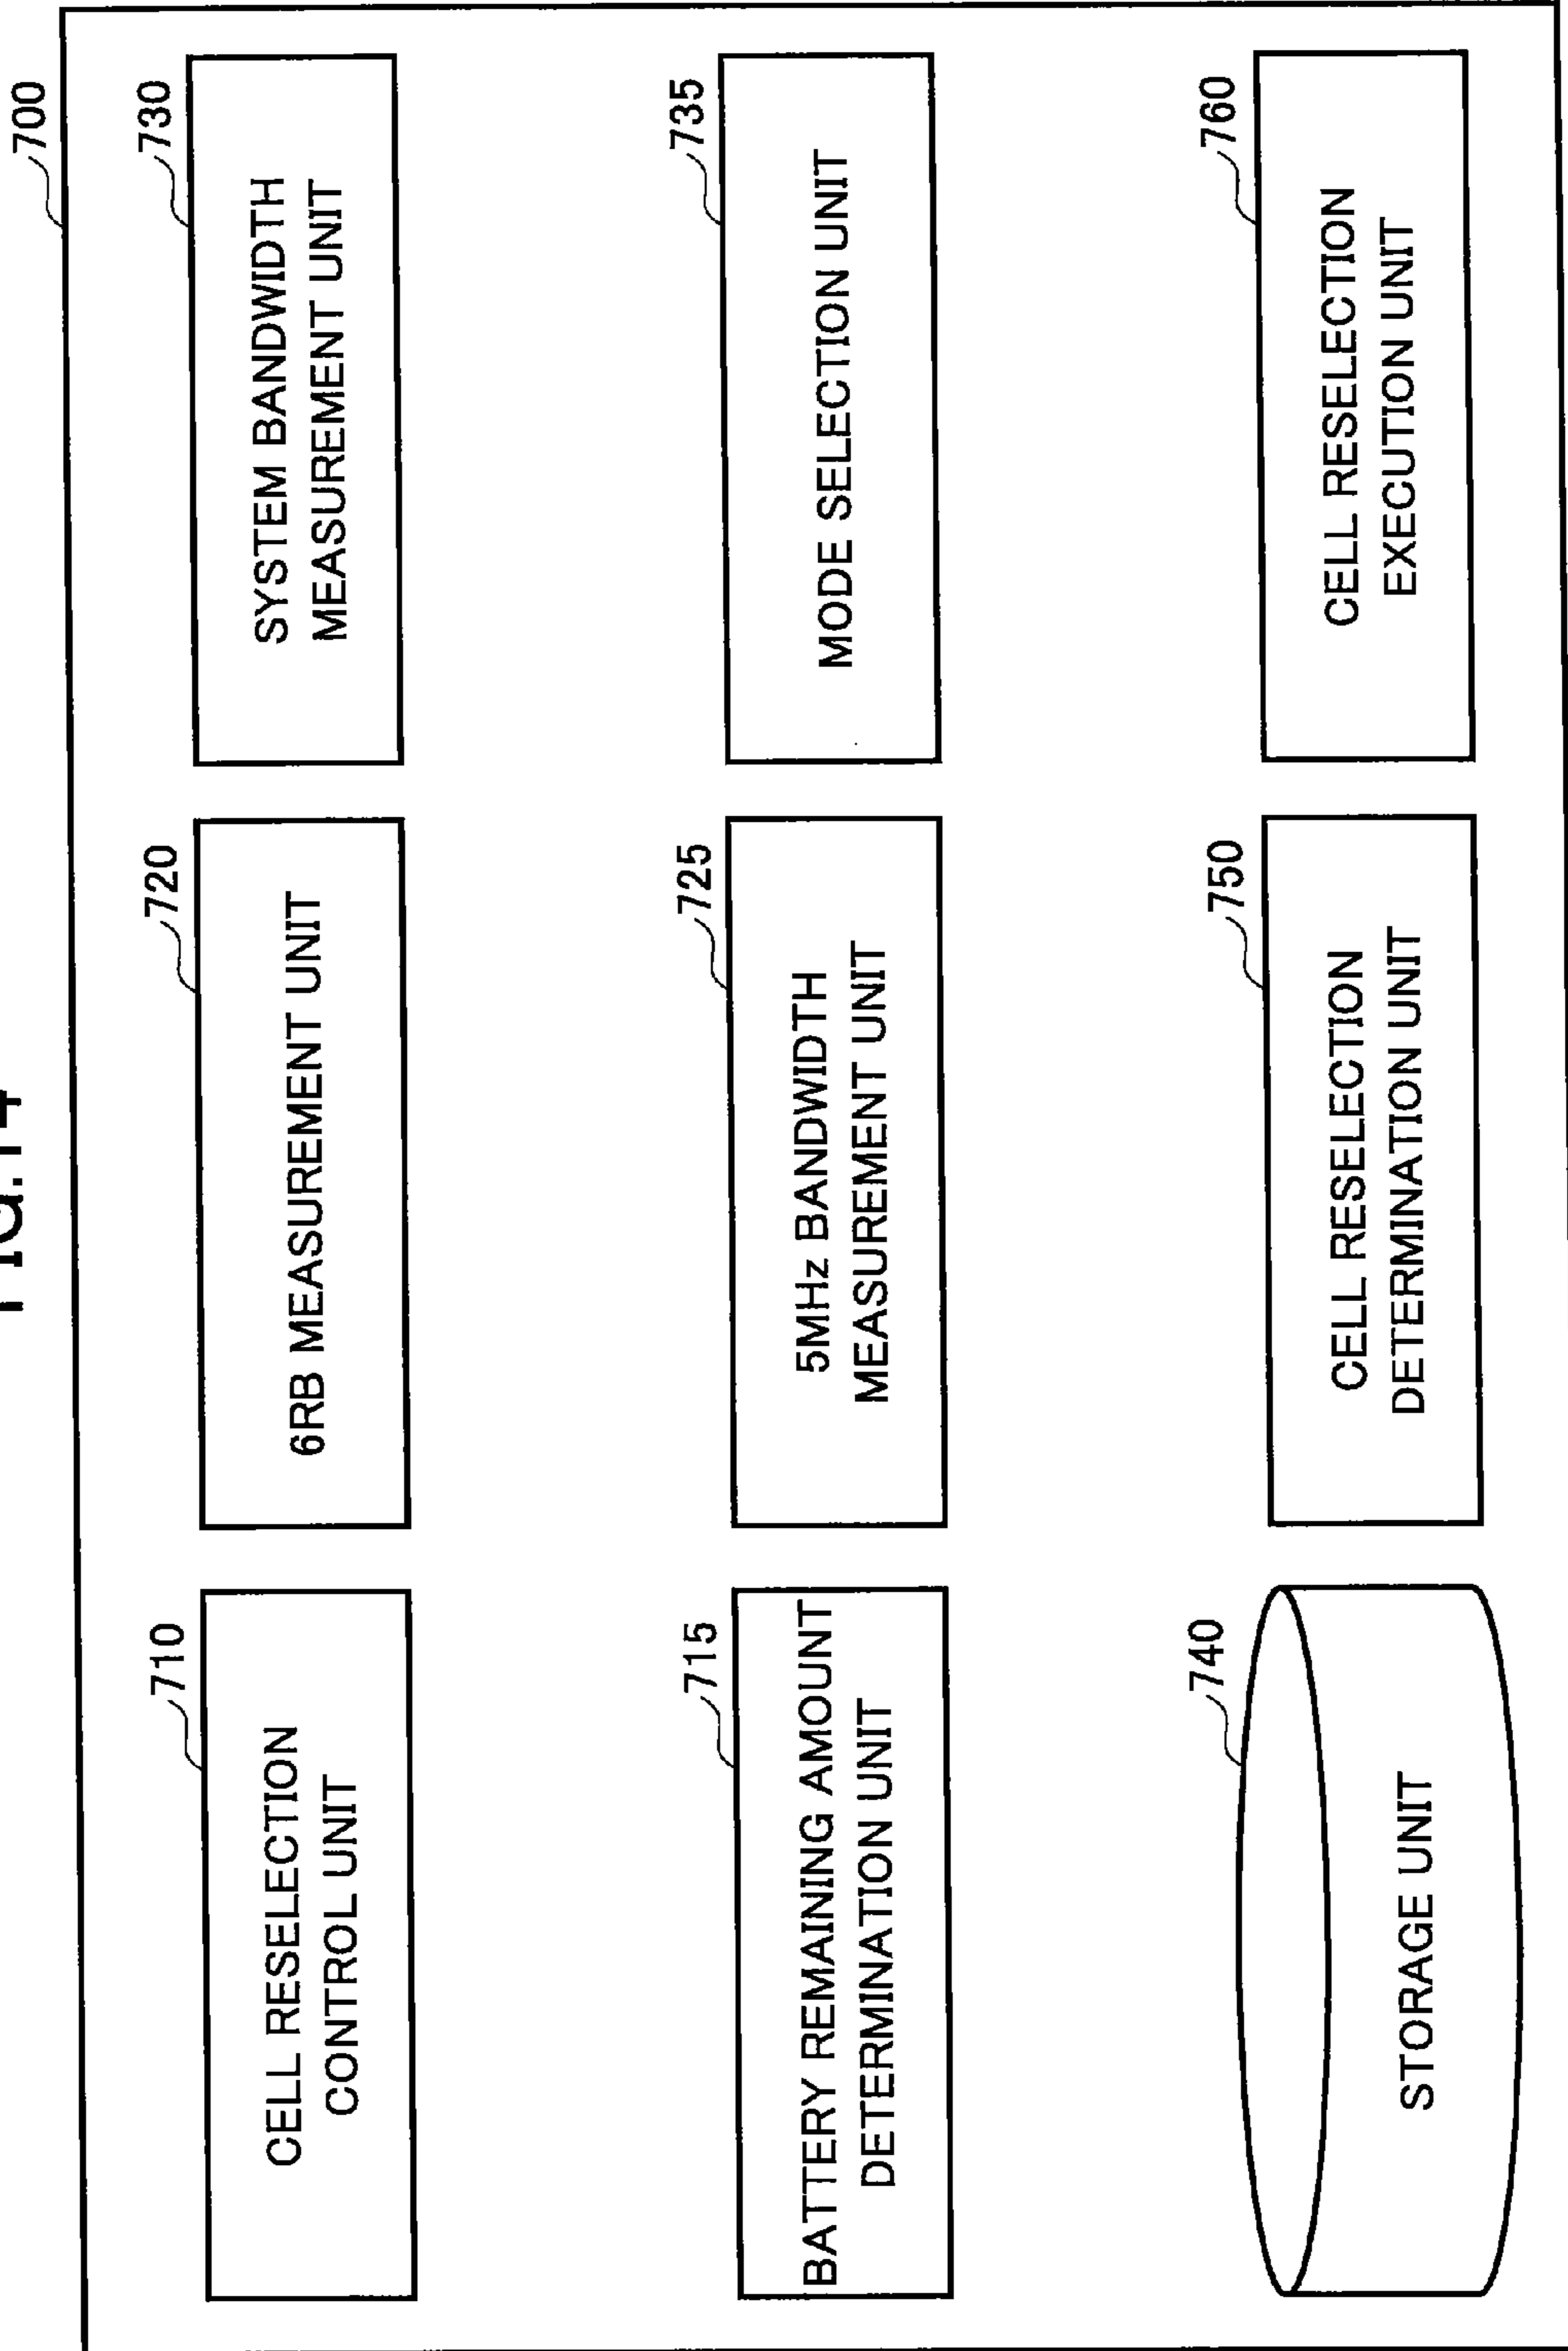 FIG.14
700
710
CELL RESELECTION
CONTROL UNIT
720
6RB MEASUREMENT UNIT
730
SYSTEM BANDWIDTH
MEASUREMENT UNIT
715
BATTERY REMAINING AMOUNT
DETERMINATION UNIT
725
5MHz BANDWIDTH
MEASUREMENT UNIT
735
MODE SELECTION UNIT
740
STORAGE UNIT
750
CELL RESELECTION
DETERMINATION UNIT
760
CELL RESELECTION
EXECUTION UNIT